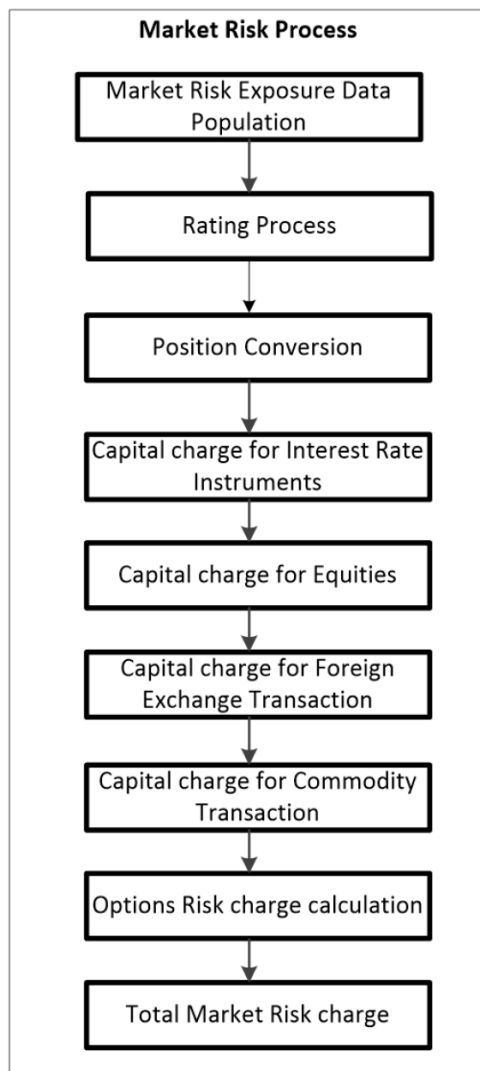 Market Risk Process
Market Risk Exposure Data
Population
Rating Process
Position Conversion
Capital charge for Interest Rate
Instruments
Capital charge for Equities
Capital charge for Foreign
Exchange Transaction
Capital charge for Commodity
Transaction
Options Risk charge calculation
Total Market Risk charge